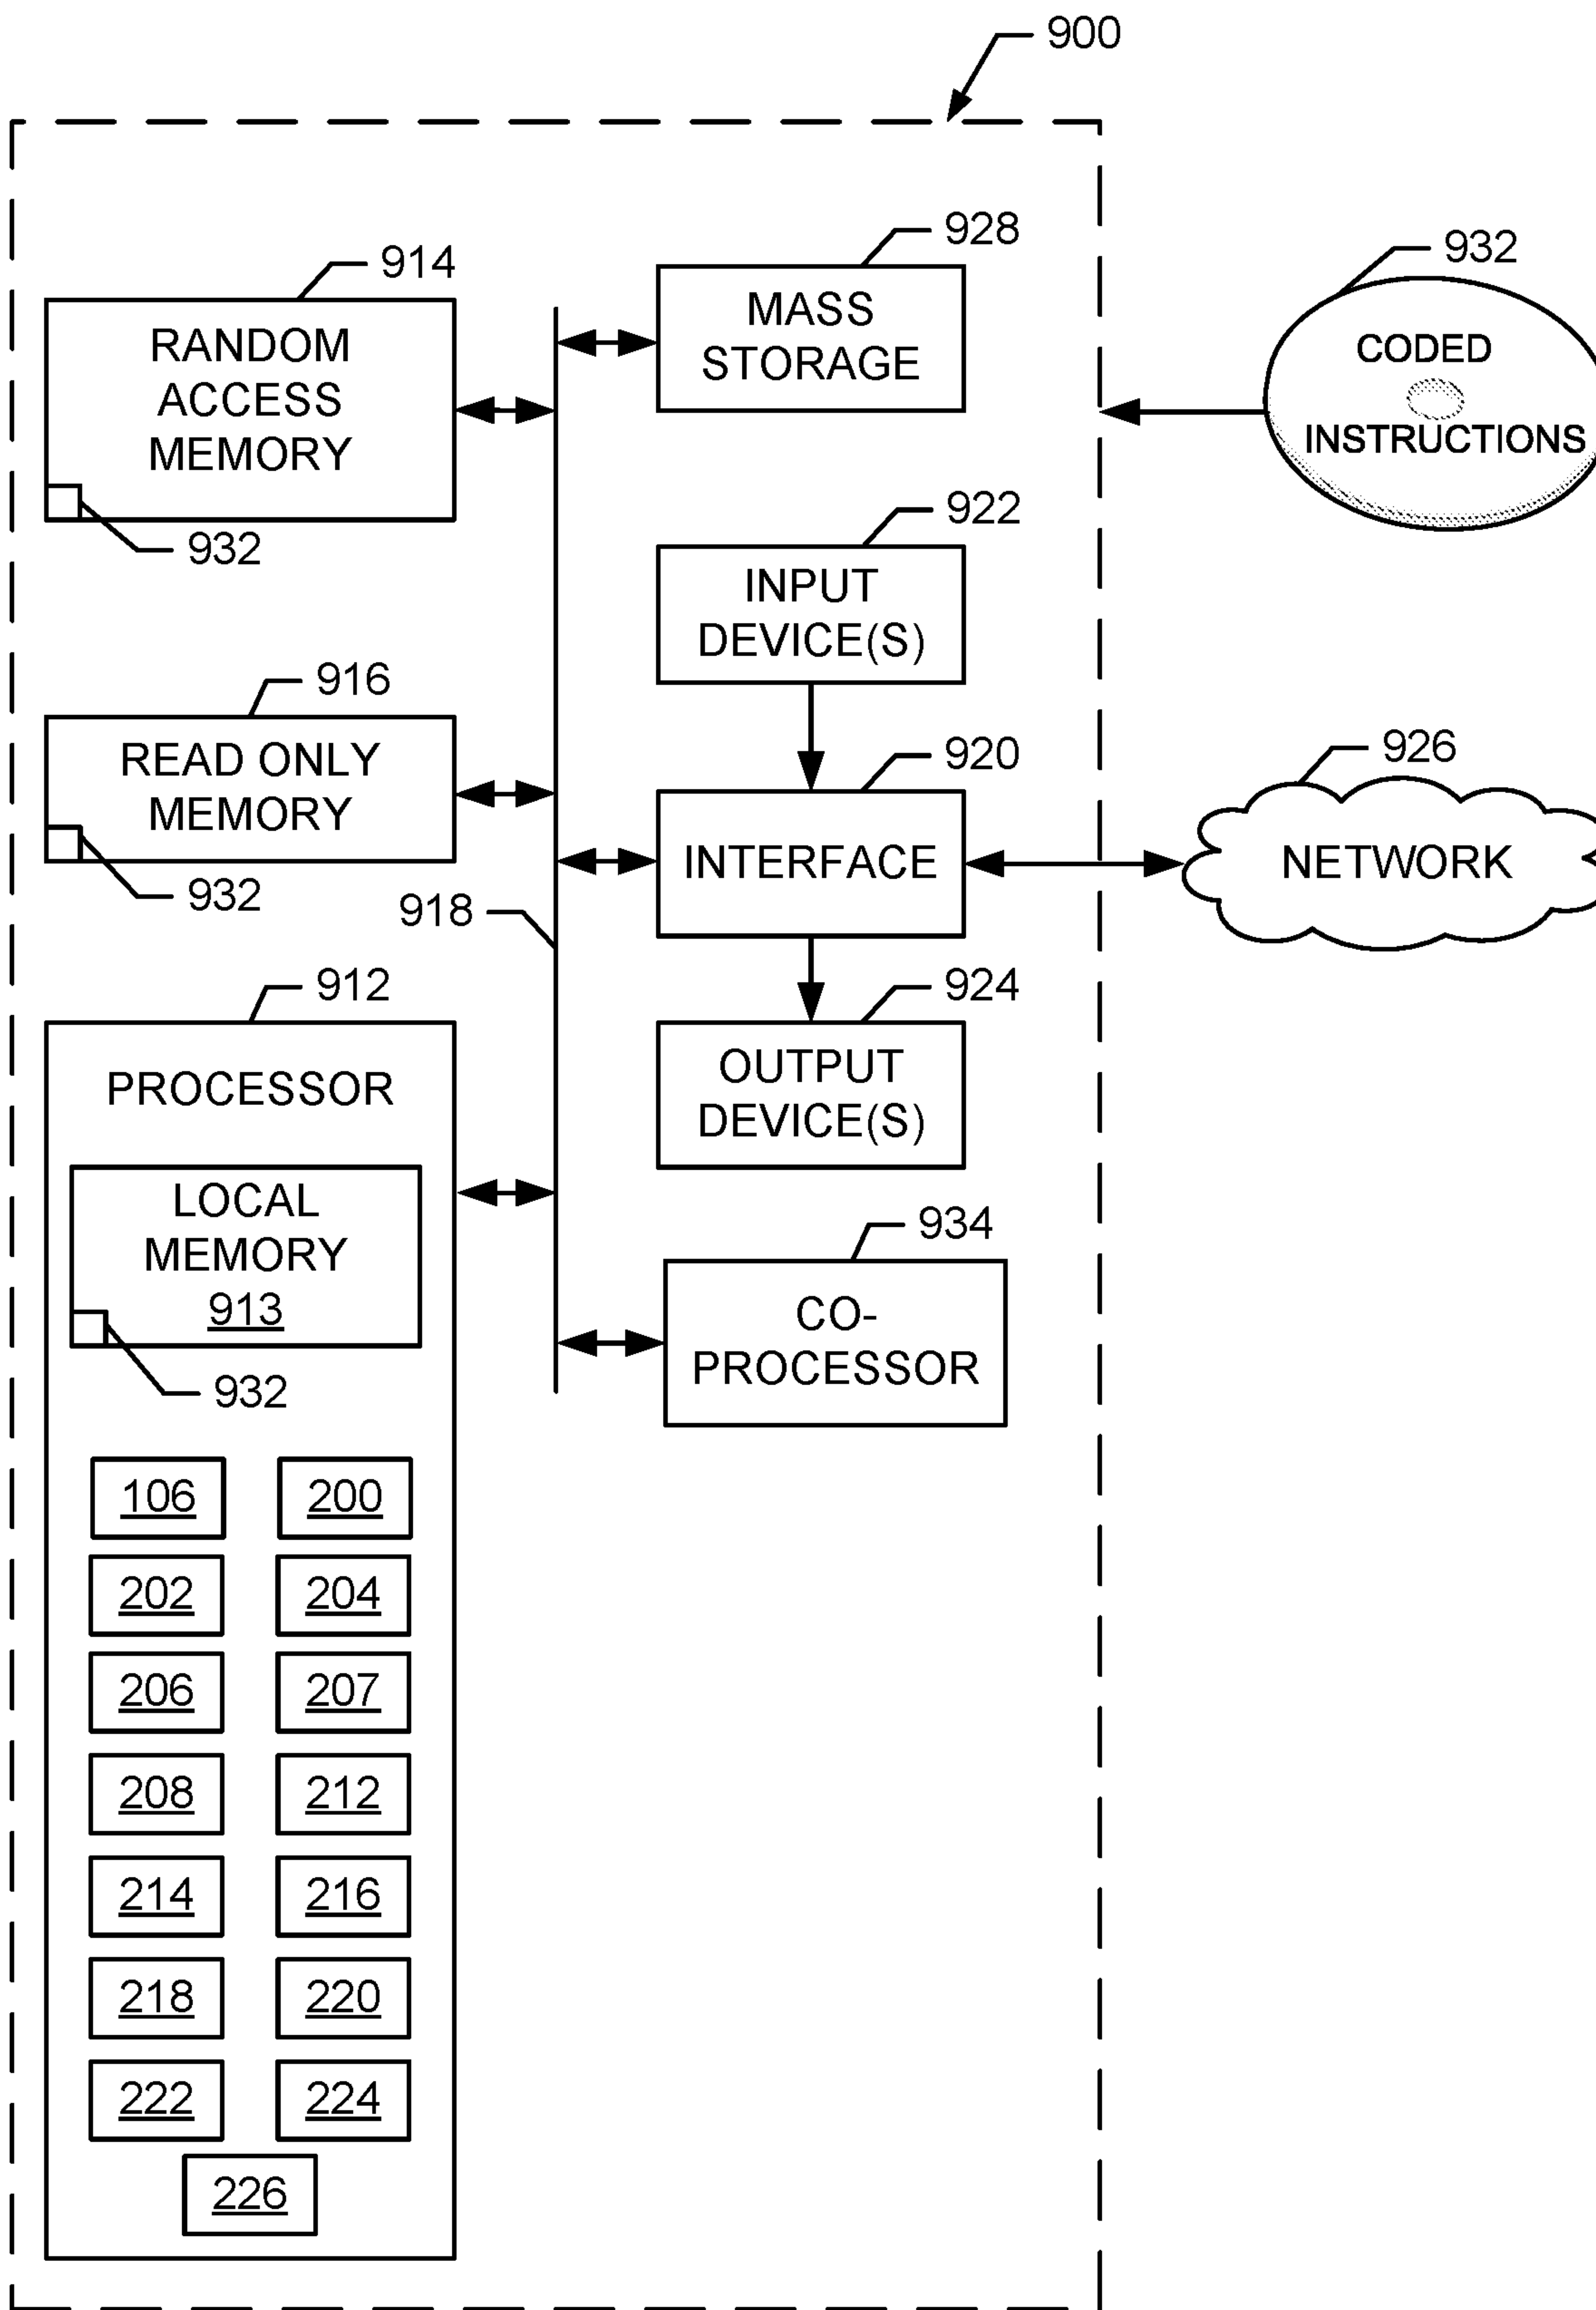 900
914
RANDOM
ACCESS
MEMORY
932
928
MASS
STORAGE
932
CODED
INSTRUCTIONS
922
INPUT
DEVICE(S)
916
READ ONLY
MEMORY
932
918
920
INTERFACE
926
NETWORK
912
PROCESSOR
LOCAL
MEMORY
913
932
924
OUTPUT
DEVICE(S)
934
CO-
PROCESSOR
106 200
202 204
206 207
208 212
214 216
218 220
222 224
226